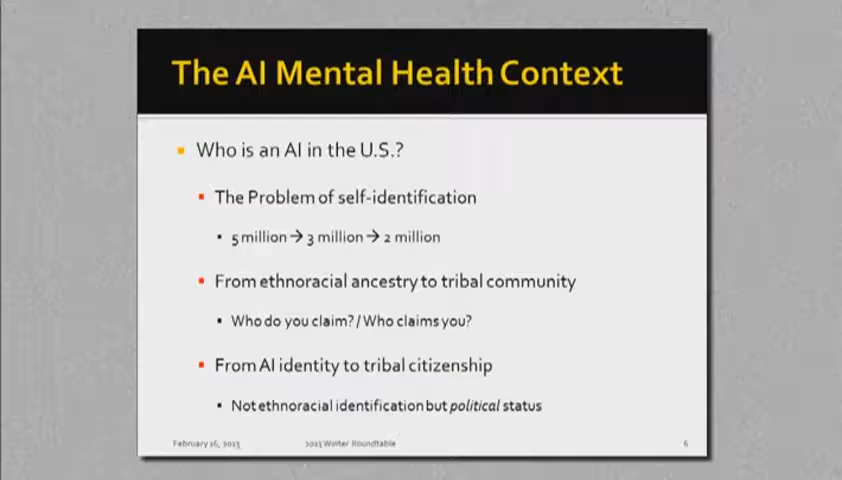 The AI Mental Health Context
Who is an AI in the U.S.?
The Problem of self-identification
5 million → 3 million → 2 million
From ethnoracial ancestry to tribal community
Who do you claim? / Who claims you?
From AI identity to tribal citizenship
Not ethnoracial identification but political status
February 16, 2013
2013 Winter Roundtable
6